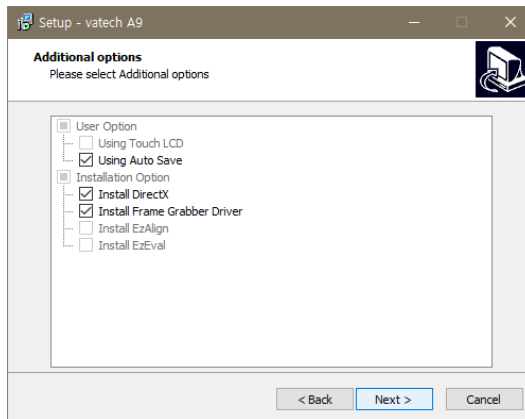 Setup - vatech A9
Additional options
Please select Additional options
User Option
Using Touch LCD
Using Auto Save
Installation Option
Install DirectX
Install Frame Grabber Driver
Install EzAlign
Install EzEval
< Back
Next >
Cancel